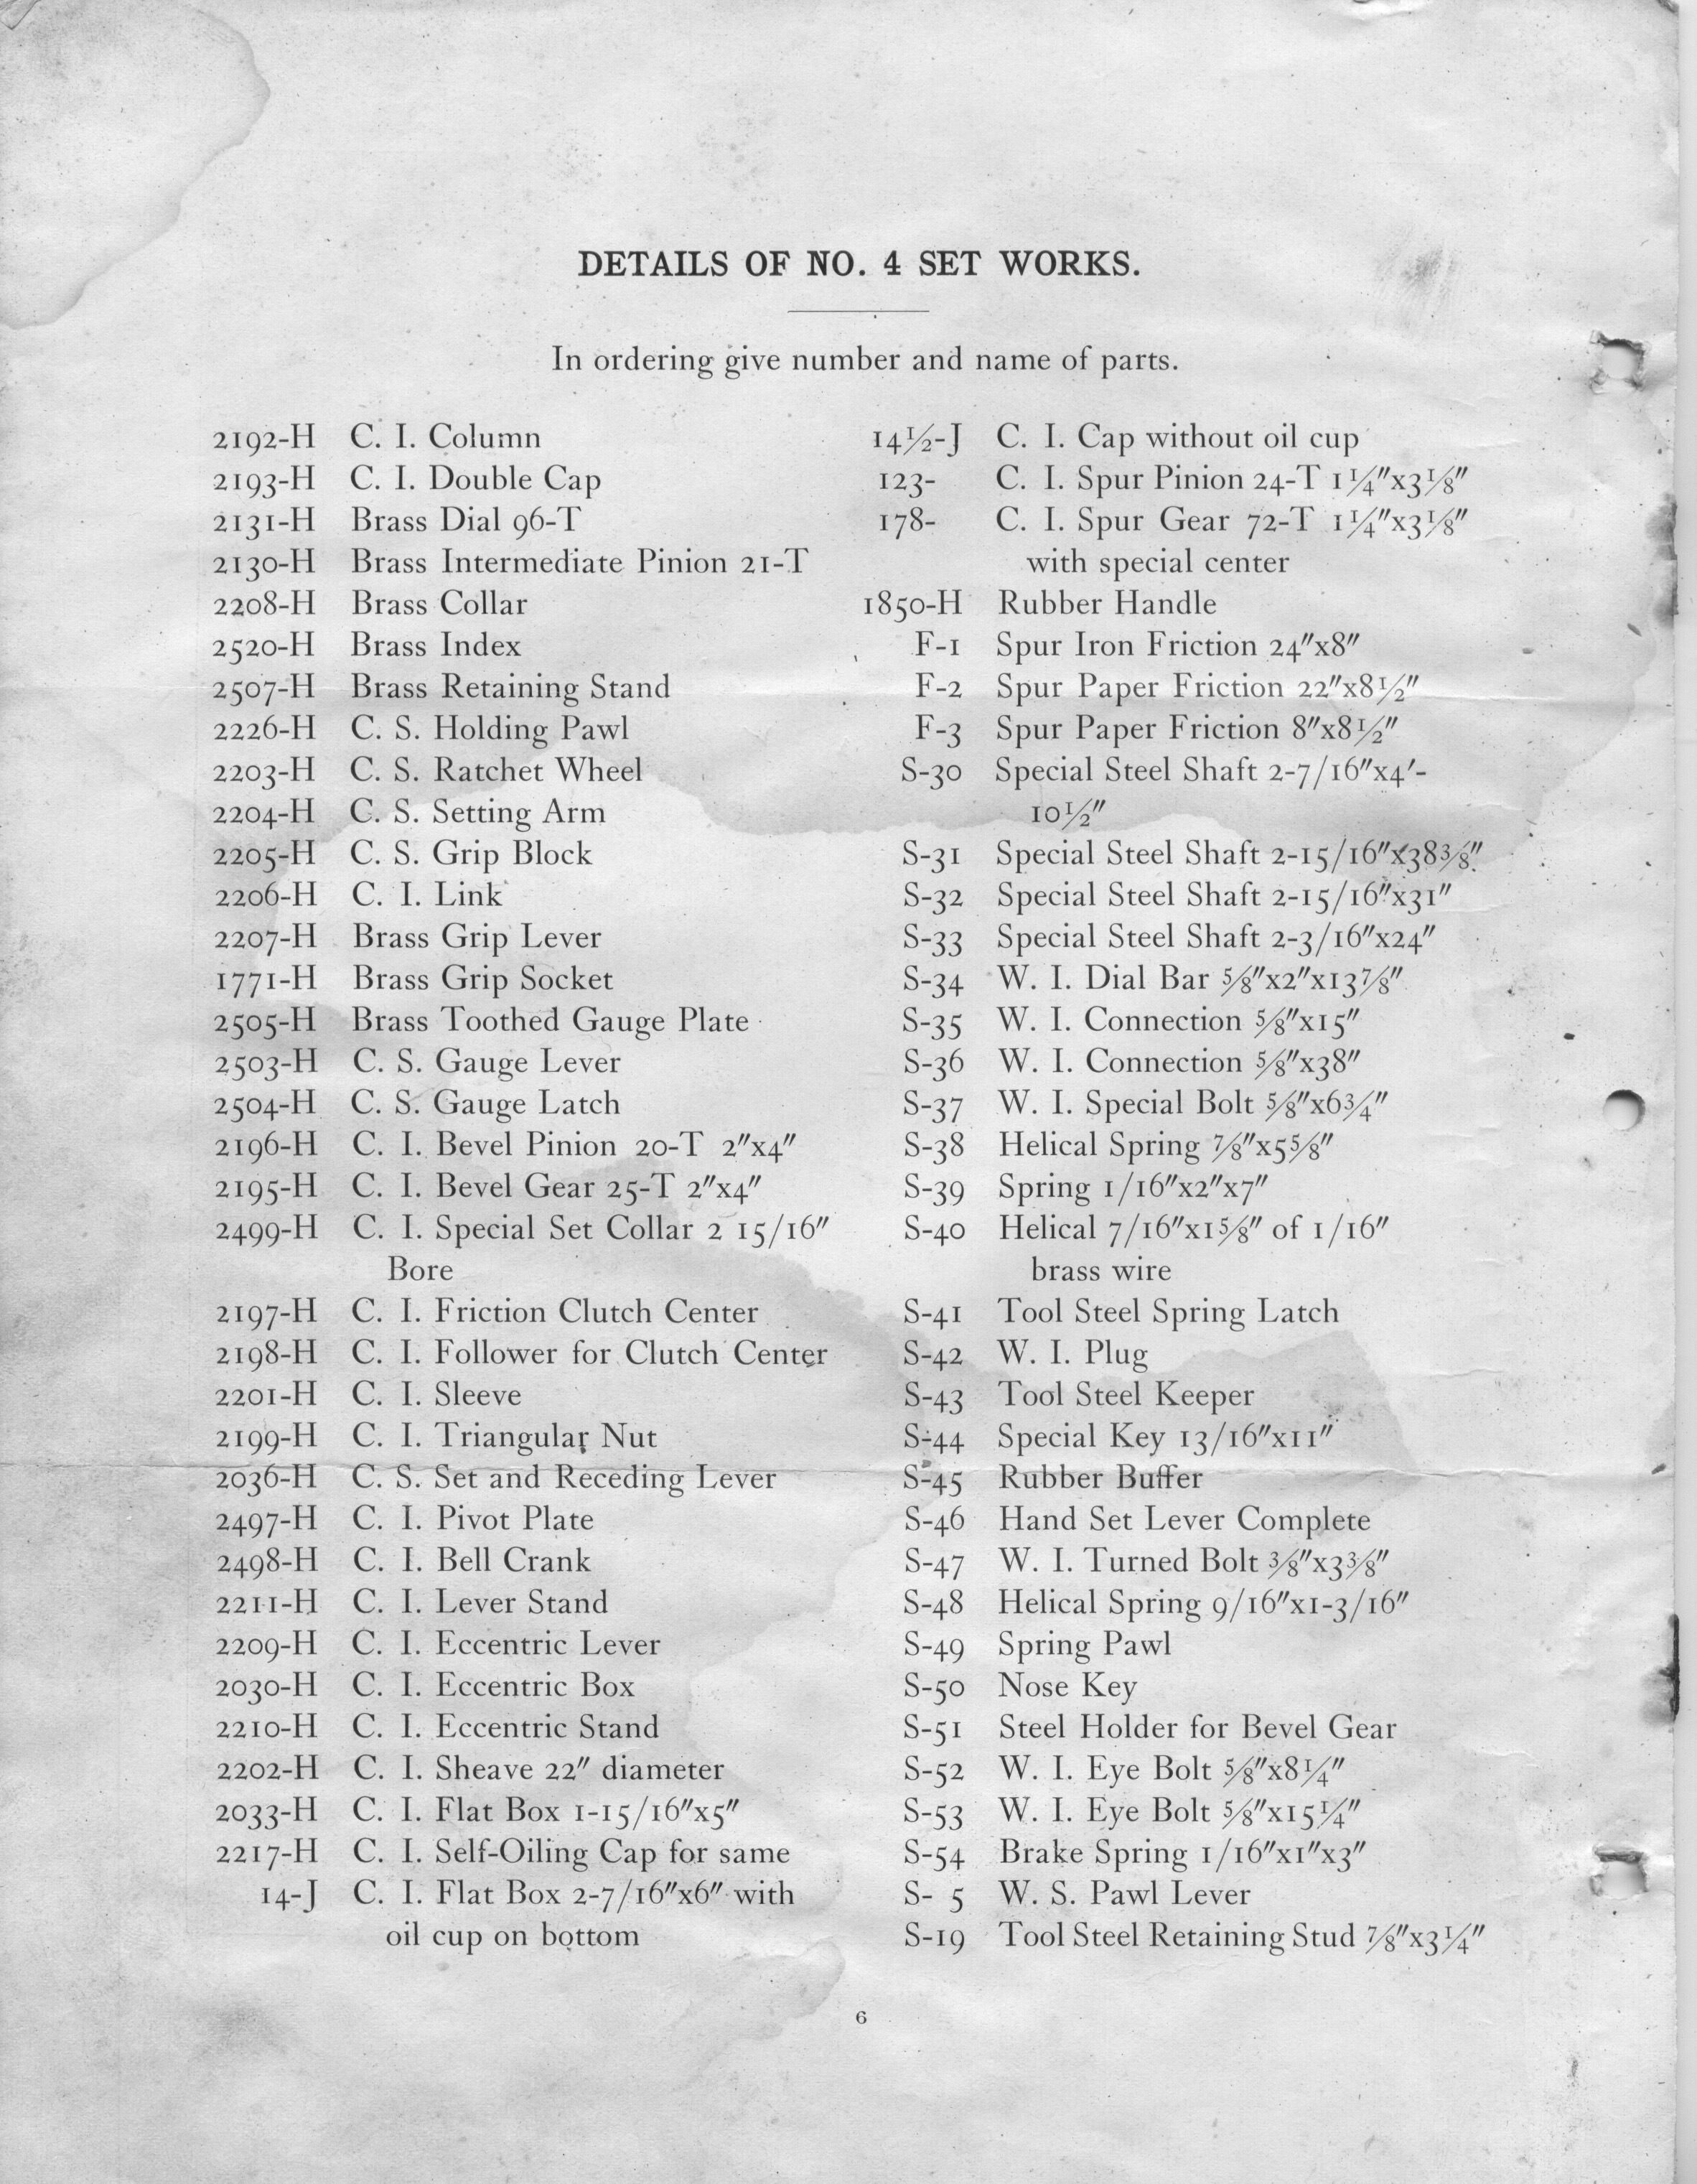 DETAILS OF NO. 4 SET WORKS.
In ordering give number and name of parts.
2192-H C. I. Column
2193-H C. I. Double Cap
2131-H Brass Dial 96-T
2130-H Brass Intermediate Pinion 21-T
2208-H Brass Collar
2520-H Brass Index
2507-H Brass Retaining Stand
2226-H C. S. Holding Pawl
2203-H C. S. Ratchet Wheel
2204-H C. S. Setting Arm
2205-H C. S. Grip Block
2206-H C. I. Link
2207-H Brass Grip Lever
1771-H Brass Grip Socket
2505-H Brass Toothed Gauge Plate
2503-H C. S. Gauge Lever
2504-H C. S. Gauge Latch
2196-H C. I. Bevel Pinion 20-T 2″x4″
2195-H C. I. Bevel Gear 25-T 2″x4″
2499-H C. I. Special Set Collar 2 15/16″
Bore
2197-H C. I. Friction Clutch Center
2198-H C. I. Follower for Clutch Center
2201-H C. I. Sleeve
2199-H C. I. Triangular Nut
2036-H C. S. Set and Receding Lever
2497-H C. I. Pivot Plate
2498-H C. I. Bell Crank
2211-H C. I. Lever Stand
2209-H C. I. Eccentric Lever
2030-H C. I. Eccentric Box
2210-H C. I. Eccentric Stand
2202-H C. I. Sheave 22″ diameter
2033-H C. I. Flat Box 1-15/16″x5″
2217-H C. I. Self-Oiling Cap for same
14-J C. I. Flat Box 2-7/16″x6″ with
oil cup on bottom
14½-J C. I. Cap without oil cup
123- C. I. Spur Pinion 24-T 1¼″x3⅛″
178- C. I. Spur Gear 72-T 1¼″x3⅛″
with special center
1850-H Rubber Handle
F-1 Spur Iron Friction 24″x8″
F-2 Spur Paper Friction 22″x8½″
F-3 Spur Paper Friction 8″x8½″
S-30 Special Steel Shaft 2-7/16″x4′-
10½″
S-31 Special Steel Shaft 2-15/16″x38⅜″
S-32 Special Steel Shaft 2-15/16″x31″
S-33 Special Steel Shaft 2-3/16″x24″
S-34 W. I. Dial Bar ⅝″x2″x13⅞″
S-35 W. I. Connection ⅝″x15″
S-36 W. I. Connection ⅝″x38″
S-37 W. I. Special Bolt ⅝″x6¾″
S-38 Helical Spring ⅞″x5⅝″
S-39 Spring 1/16″x2″x7″
S-40 Helical 7/16″x1⅝″ of 1/16″
brass wire
S-41 Tool Steel Spring Latch
S-42 W. I. Plug
S-43 Tool Steel Keeper
S-44 Special Key 13/16″x11″
S-45 Rubber Buffer
S-46 Hand Set Lever Complete
S-47 W. I. Turned Bolt ⅜″x3⅜″
S-48 Helical Spring 9/16″x1-3/16″
S-49 Spring Pawl
S-50 Nose Key
S-51 Steel Holder for Bevel Gear
S-52 W. I. Eye Bolt ⅝″x8¼″
S-53 W. I. Eye Bolt ⅝″x15¼″
S-54 Brake Spring 1/16″x1″x3″
S- 5 W. S. Pawl Lever
S-19 Tool Steel Retaining Stud ⅞″x3¼″
6